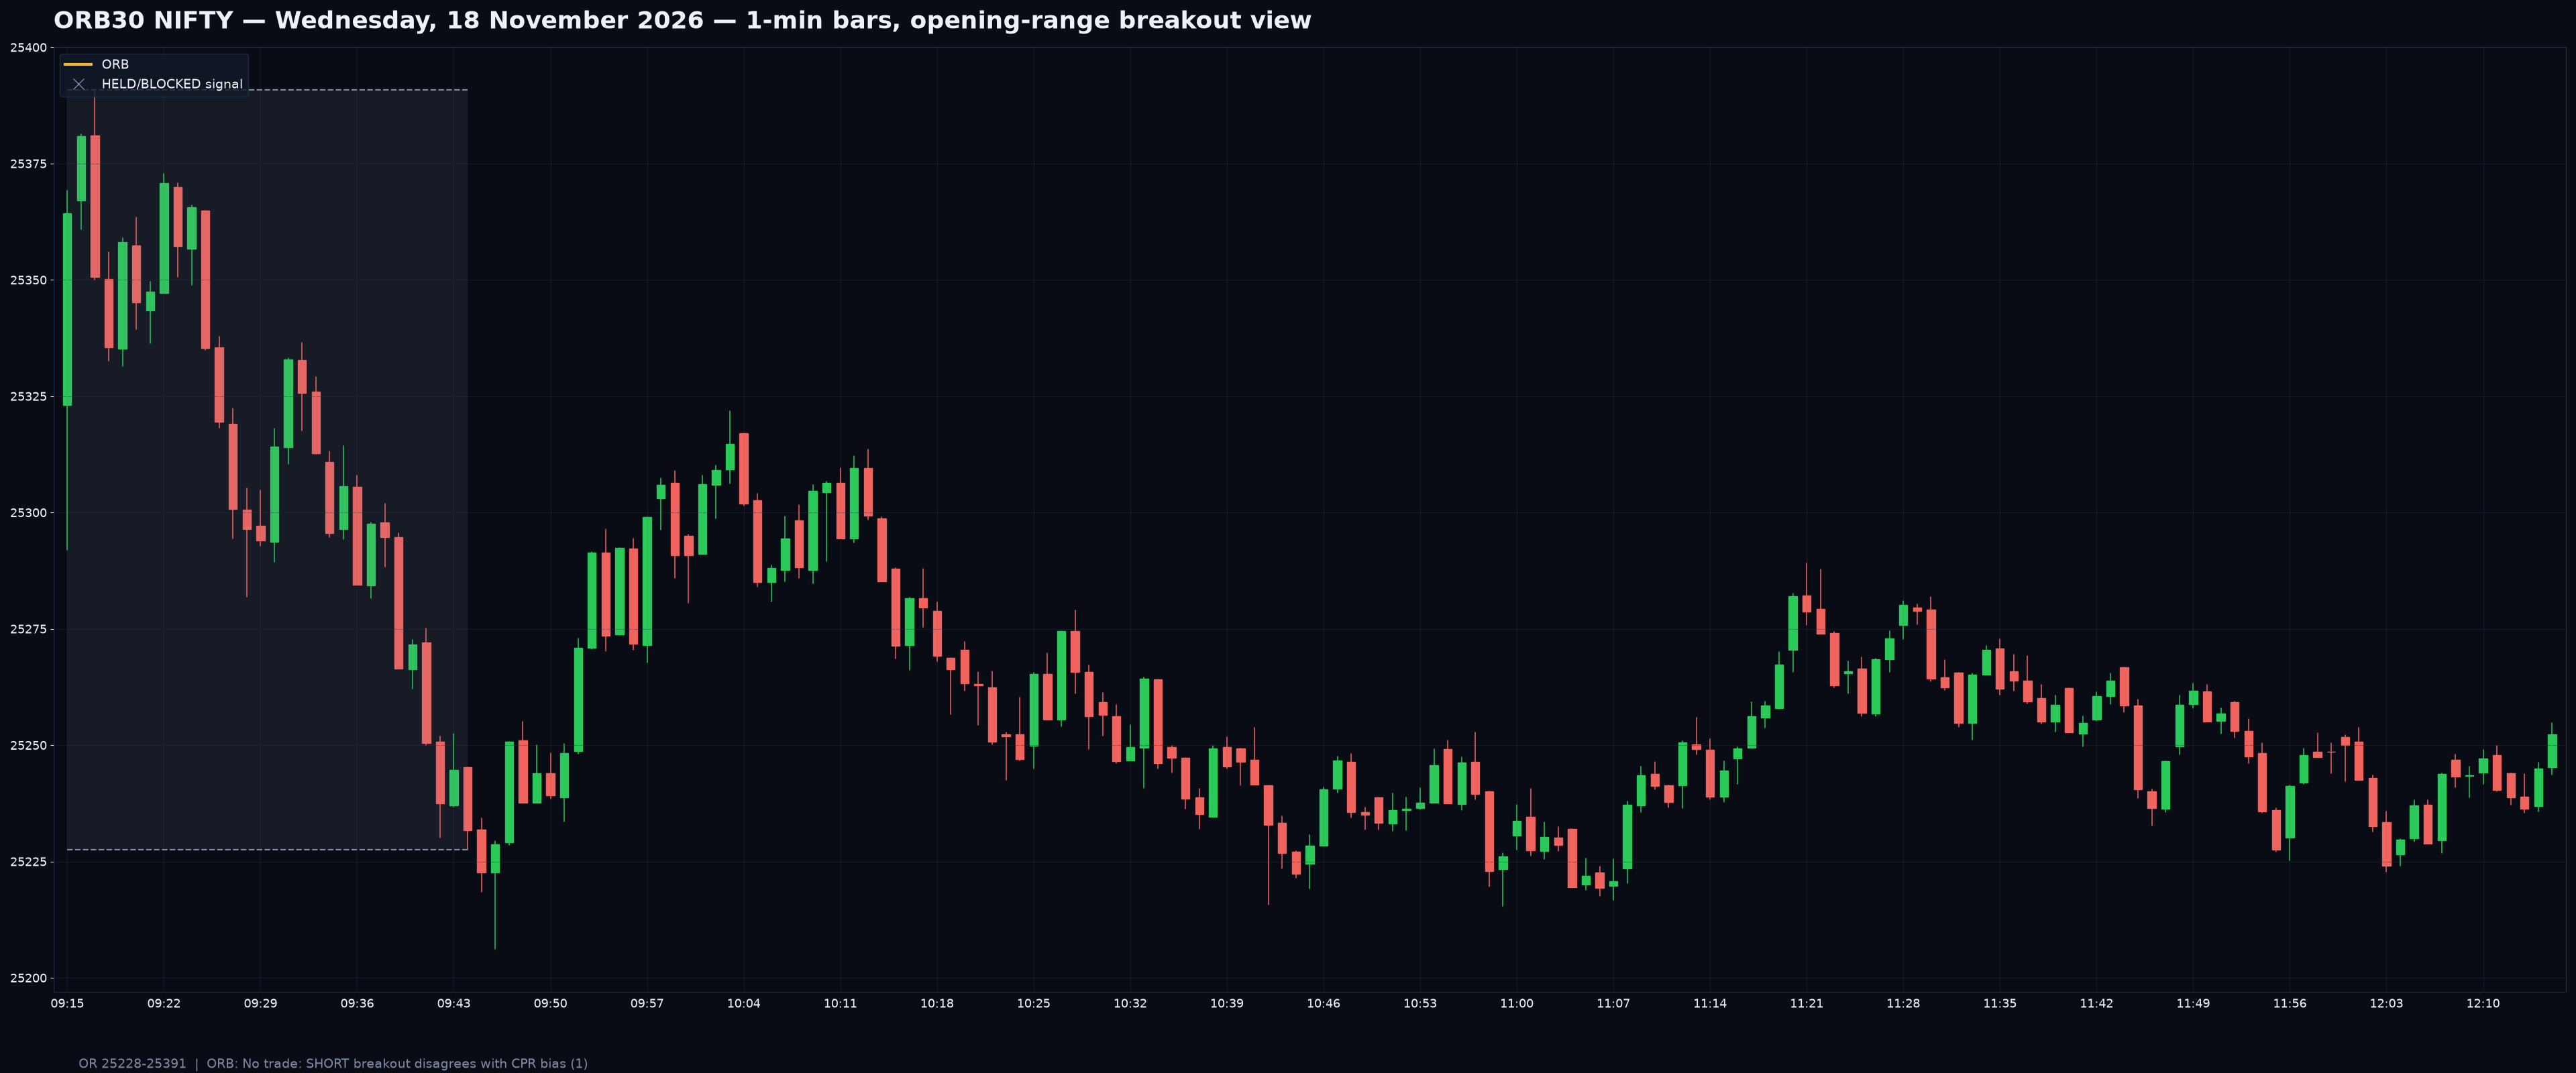 ORB30 NIFTY — Wednesday, 18 November 2026 — 1-min bars, opening-range breakout view
25400
ORB
HELD/BLOCKED signal
25375
25350
25325
25300
25275
25250
25225
25200
09:15 09:22 09:29 09:36 09:43 09:50 09:57 10:04 10:11 10:18 10:25 10:32 10:39 10:46 10:53 11:00 11:07 11:14 11:21 11:28 11:35 11:42 11:49 11:56 12:03 12:10
OR 25228-25391 | ORB: No trade: SHORT breakout disagrees with CPR bias (1)